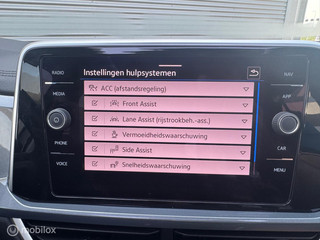 RADIO
MEDIA
PHONE
VOICE
Instellingen hulpsystemen
ACC (afstandsregeling)
Front Assist
Lane Assist (rijstrookbeh.-ass.)
Vermoeidheidswaarschuwing
Side Assist
Snelheidswaarschuwing
NAV
APP
CAR
MENU
mobilox